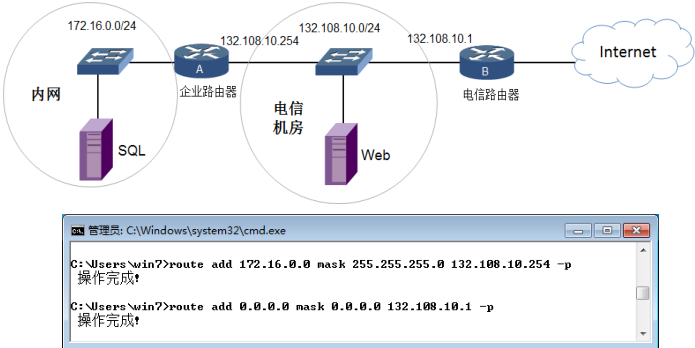 172.16.0.0/24
132.108.10.254
132.108.10.0/24
132.108.10.1
Internet
A
B
内网
企业路由器
电信
机房
电信路由器
SQL
Web
管理员: C:\Windows\system32\cmd.exe
C:\Users\win7>route add 172.16.0.0 mask 255.255.255.0 132.108.10.254 -p
操作完成!
C:\Users\win7>route add 0.0.0.0 mask 0.0.0.0 132.108.10.1 -p
操作完成!